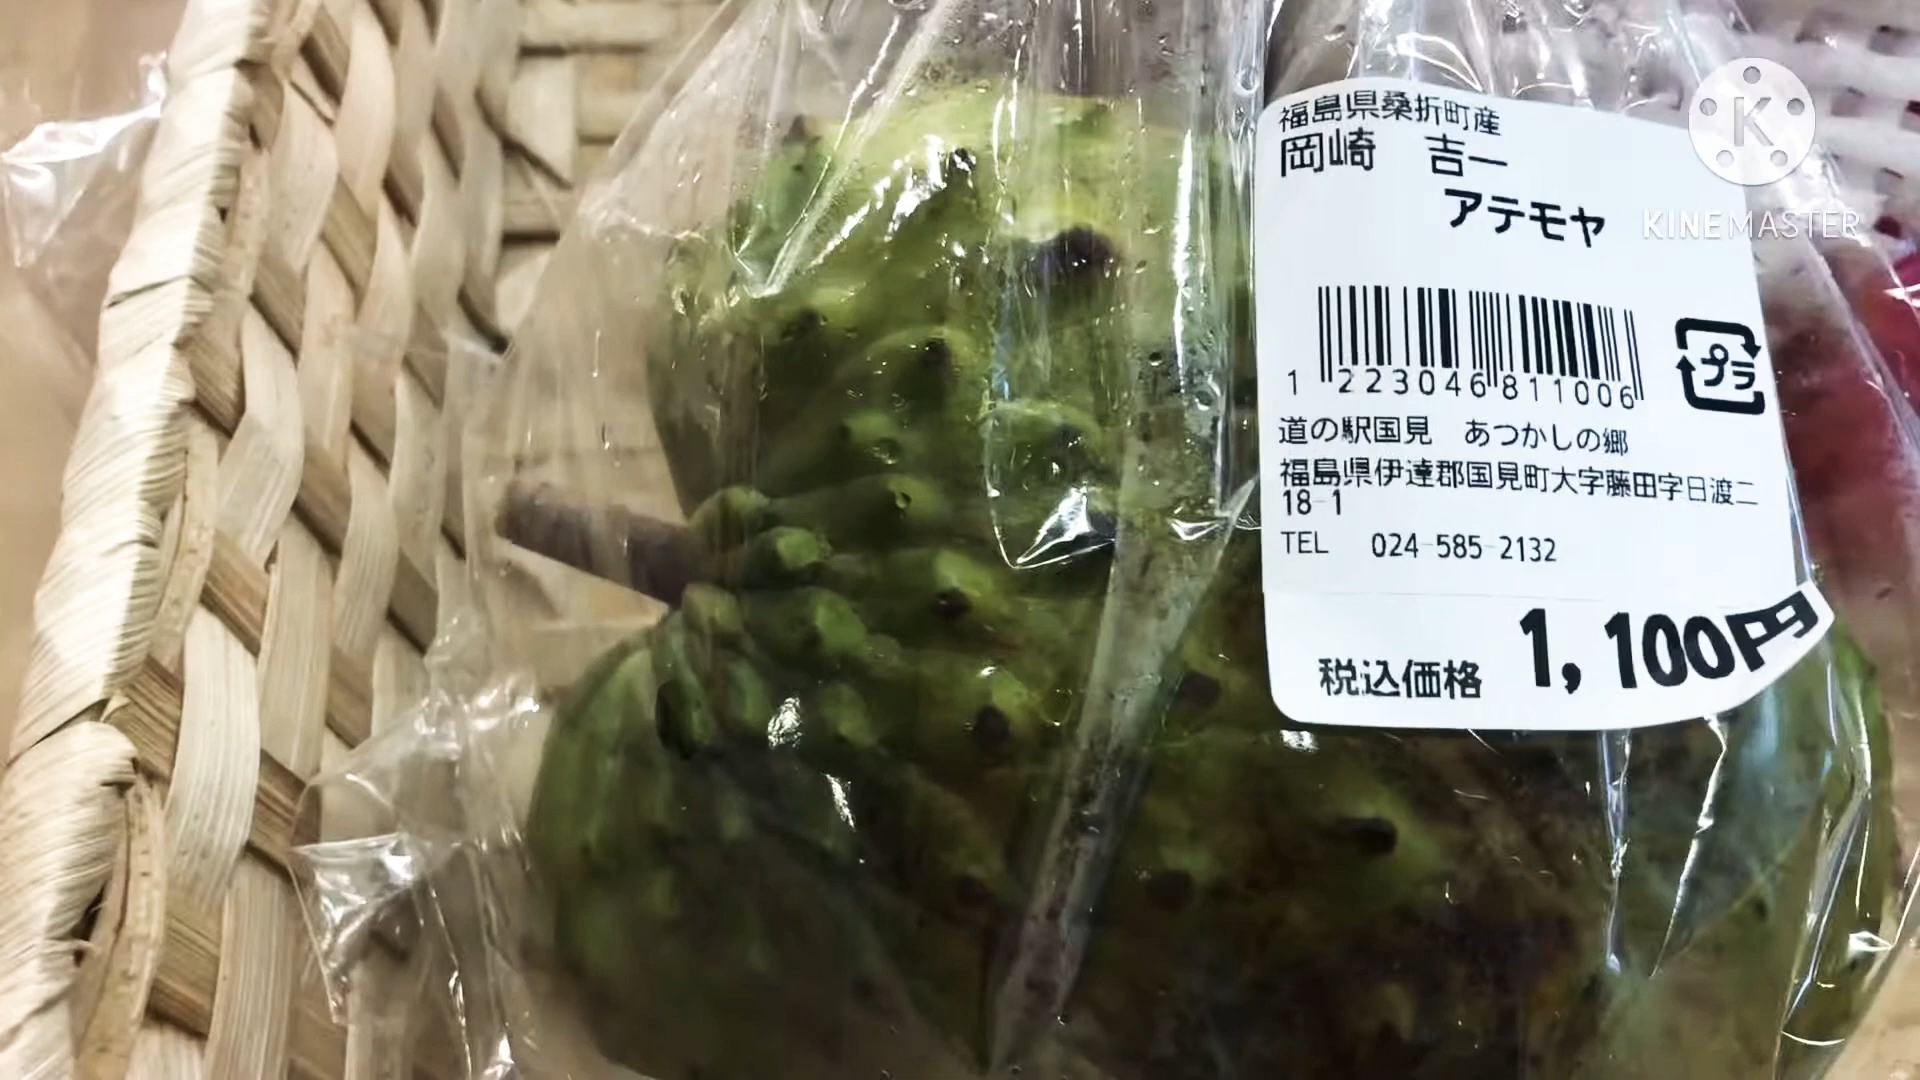 福島県桑折町産
岡崎　吉一
アテモヤ
1 223046 811006
プラ
道の駅国見　あつかしの郷
福島県伊達郡国見町大字藤田字日渡二
18-1
TEL　024-585-2132
税込価格　1,100円
K
KINEMASTER